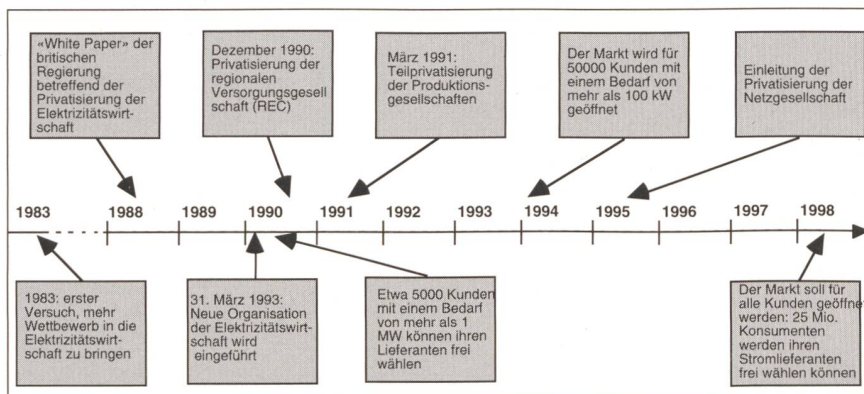 «White Paper» der
britischen
Regierung
betreffend der
Privatisierung der
Elektrizitätswirt-
schaft
Dezember 1990:
Privatisierung der
regionalen
Versorgungsgesell
schaft (REC)
März 1991:
Teilprivatisierung
der Produktions-
gesellschaften
Der Markt wird für
50000 Kunden mit
einem Bedarf von
mehr als 100 kW
geöffnet
Einleitung der
Privatisierung der
Netzgesellschaft
1983 1988 1989 1990 1991 1992 1993 1994 1995 1996 1997 1998
1983: erster
Versuch, mehr
Wettbewerb in die
Elektrizitätswirt-
schaft zu bringen
31. März 1993:
Neue Organisation
der Elektrizitätswirt-
schaft wird
eingeführt
Etwa 5000 Kunden
mit einem Bedarf
von mehr als 1
MW können ihren
Lieferanten frei
wählen
Der Markt soll für
alle Kunden geöffnet
werden: 25 Mio.
Konsumenten
werden ihren
Stromlieferanten
frei wählen können